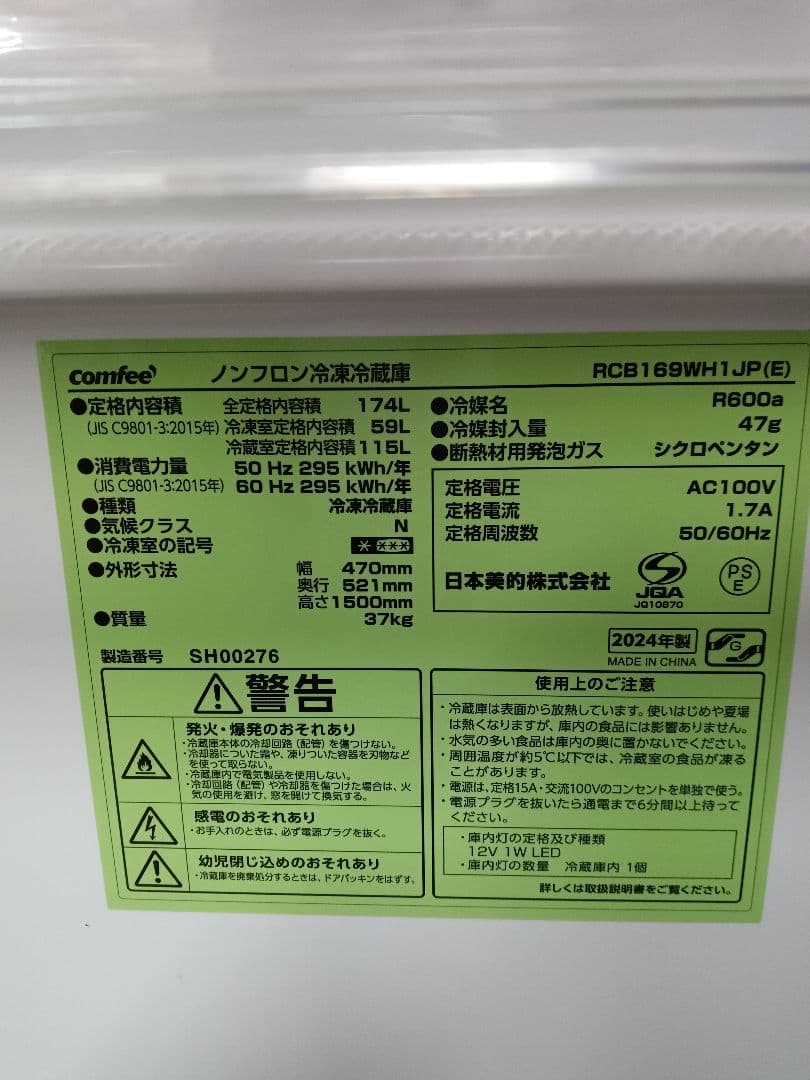 comfee'
ノンフロン冷凍冷蔵庫
RCB169WH1JP(E)
●定格内容積 全定格内容積 174L
(JIS C9801-3:2015年) 冷凍室定格内容積 59L
冷蔵室定格内容積 115L
●消費電力量 50 Hz 295 kWh/年
(JIS C9801-3:2015年) 60 Hz 295 kWh/年
●種類 冷凍冷蔵庫
●気候クラス N
●冷凍室の記号 * ***
●外形寸法 幅 470mm
奥行 521mm
高さ1500mm
●質量 37kg
製造番号 SH00276
●冷媒名 R600a
●冷媒封入量 47g
●断熱材用発泡ガス シクロペンタン
定格電圧 AC100V
定格電流 1.7A
定格周波数 50/60Hz
日本美的株式会社
JQA
JQ10870
PS
E
2024年製
MADE IN CHINA
G
警告
発火・爆発のおそれあり
・冷蔵庫本体の冷却回路(配管)を傷つけない。
・冷却器についた霜や、凍りついた容器を刃物など
を使って取らない。
・冷蔵庫内で電気製品を使用しない。
・冷却回路(配管)や冷却器を傷つけた場合は、火
気の使用を避け、窓を開けて換気する。
感電のおそれあり
・お手入れのときは、必ず電源プラグを抜く。
幼児閉じ込めのおそれあり
・冷蔵庫を廃棄処分するときは、ドアパッキンをはずす。
使用上のご注意
・冷蔵庫は表面から放熱しています。使いはじめや夏場
は熱くなりますが、庫内の食品には影響ありません。
・水気の多い食品は庫内の奥に置かないでください。
・周囲温度が約5℃以下では、冷蔵室の食品が凍る
ことがあります。
・電源は、定格15A・交流100Vのコンセントを単独で使う。
・電源プラグを抜いたら通電まで6分間以上待って
ください。
・庫内灯の定格及び種類
12V 1W LED
・庫内灯の数量 冷蔵庫内 1個
詳しくは取扱説明書をご覧ください。